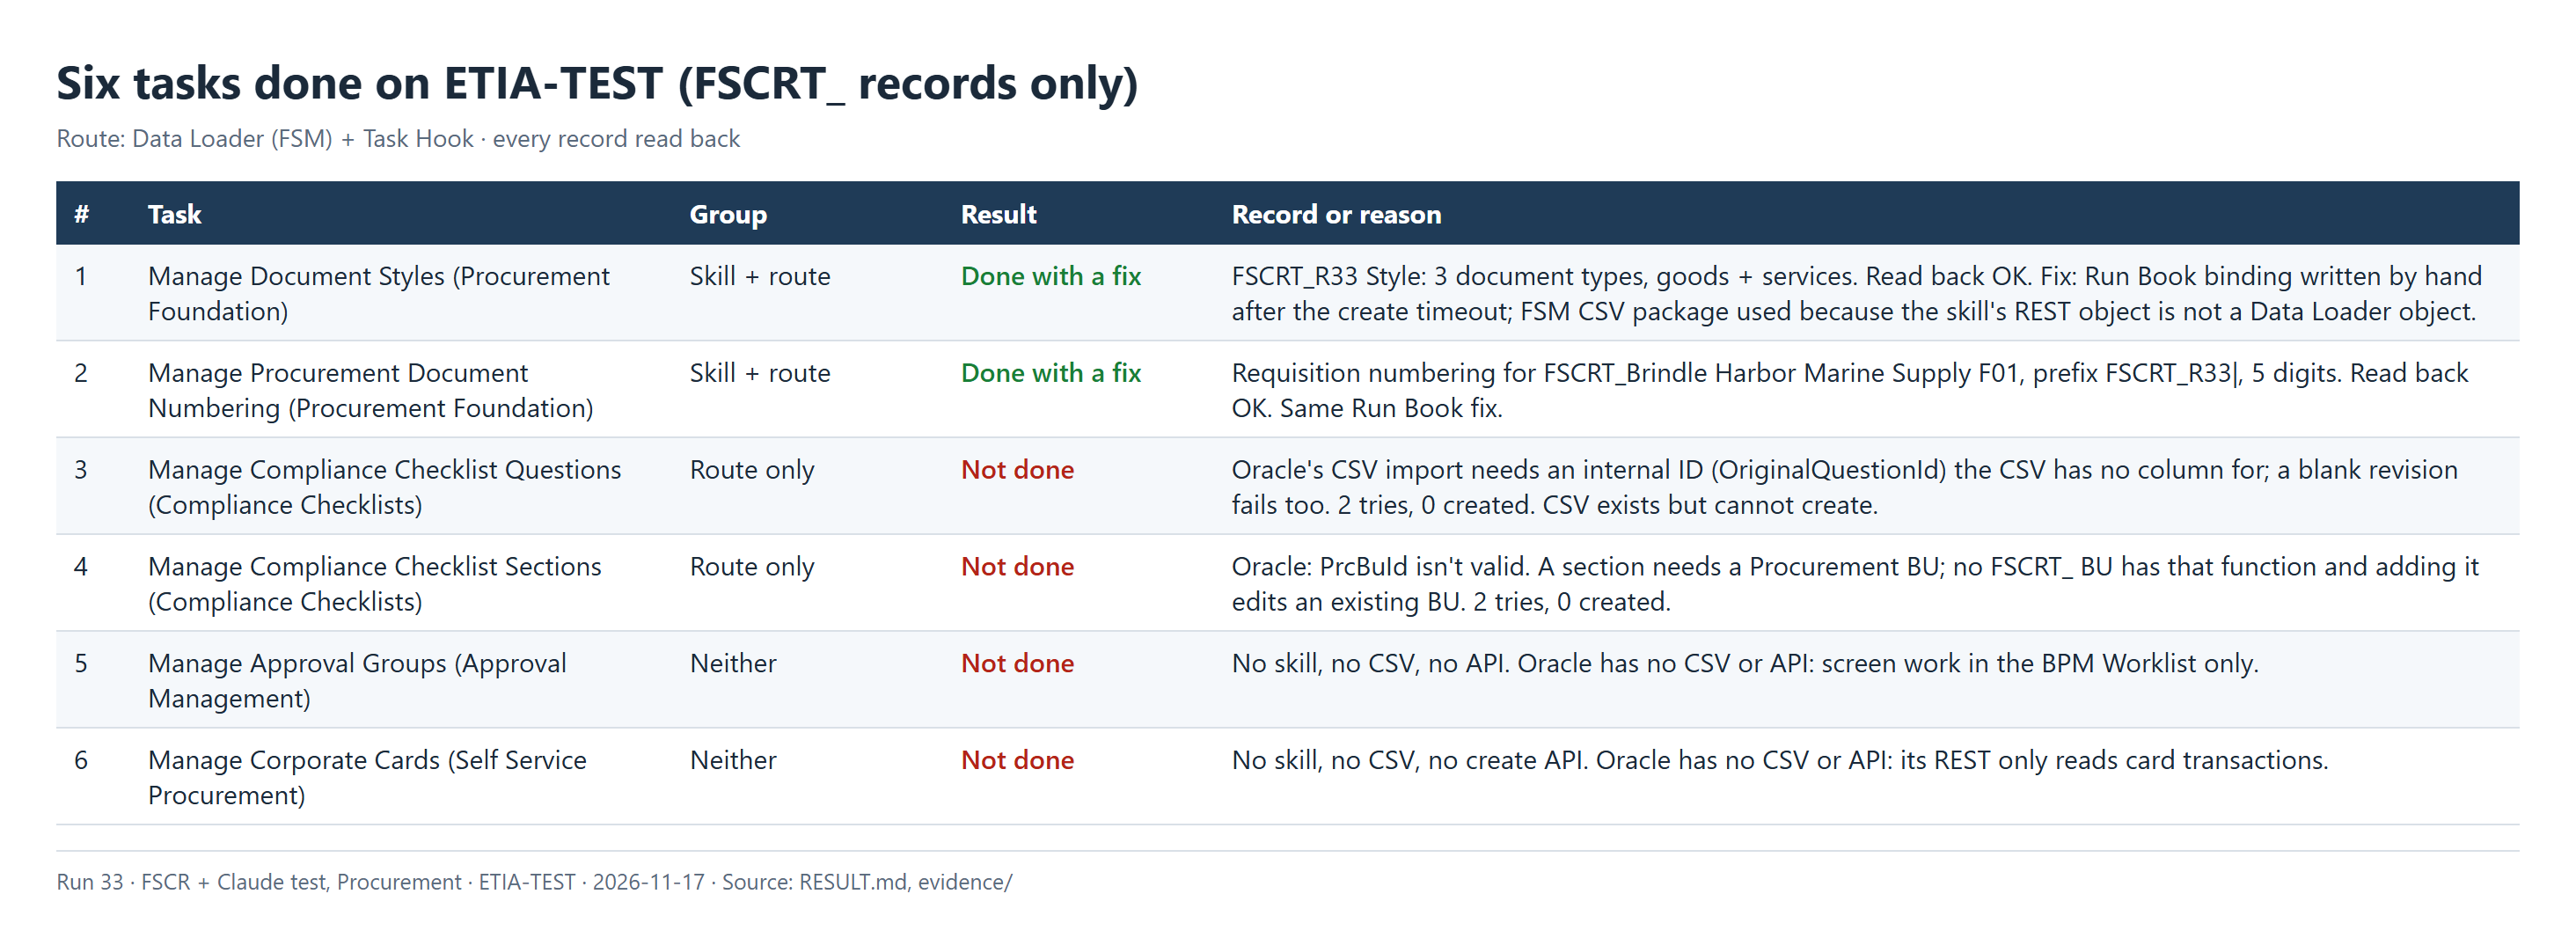 Six tasks done on ETIA-TEST (FSCRT_ records only)
Route: Data Loader (FSM) + Task Hook · every record read back
# Task Group Result Record or reason
1 Manage Document Styles (Procurement Skill + route Done with a fix FSCRT_R33 Style: 3 document types, goods + services. Read back OK. Fix: Run Book binding written by hand
Foundation) after the create timeout; FSM CSV package used because the skill's REST object is not a Data Loader object.
2 Manage Procurement Document Skill + route Done with a fix Requisition numbering for FSCRT_Brindle Harbor Marine Supply F01, prefix FSCRT_R33|, 5 digits. Read back
Numbering (Procurement Foundation) OK. Same Run Book fix.
3 Manage Compliance Checklist Questions Route only Not done Oracle's CSV import needs an internal ID (OriginalQuestionId) the CSV has no column for; a blank revision
(Compliance Checklists) fails too. 2 tries, 0 created. CSV exists but cannot create.
4 Manage Compliance Checklist Sections Route only Not done Oracle: PrcBuId isn't valid. A section needs a Procurement BU; no FSCRT_ BU has that function and adding it
(Compliance Checklists) edits an existing BU. 2 tries, 0 created.
5 Manage Approval Groups (Approval Neither Not done No skill, no CSV, no API. Oracle has no CSV or API: screen work in the BPM Worklist only.
Management)
6 Manage Corporate Cards (Self Service Neither Not done No skill, no CSV, no create API. Oracle has no CSV or API: its REST only reads card transactions.
Procurement)
Run 33 · FSCR + Claude test, Procurement · ETIA-TEST · 2026-11-17 · Source: RESULT.md, evidence/